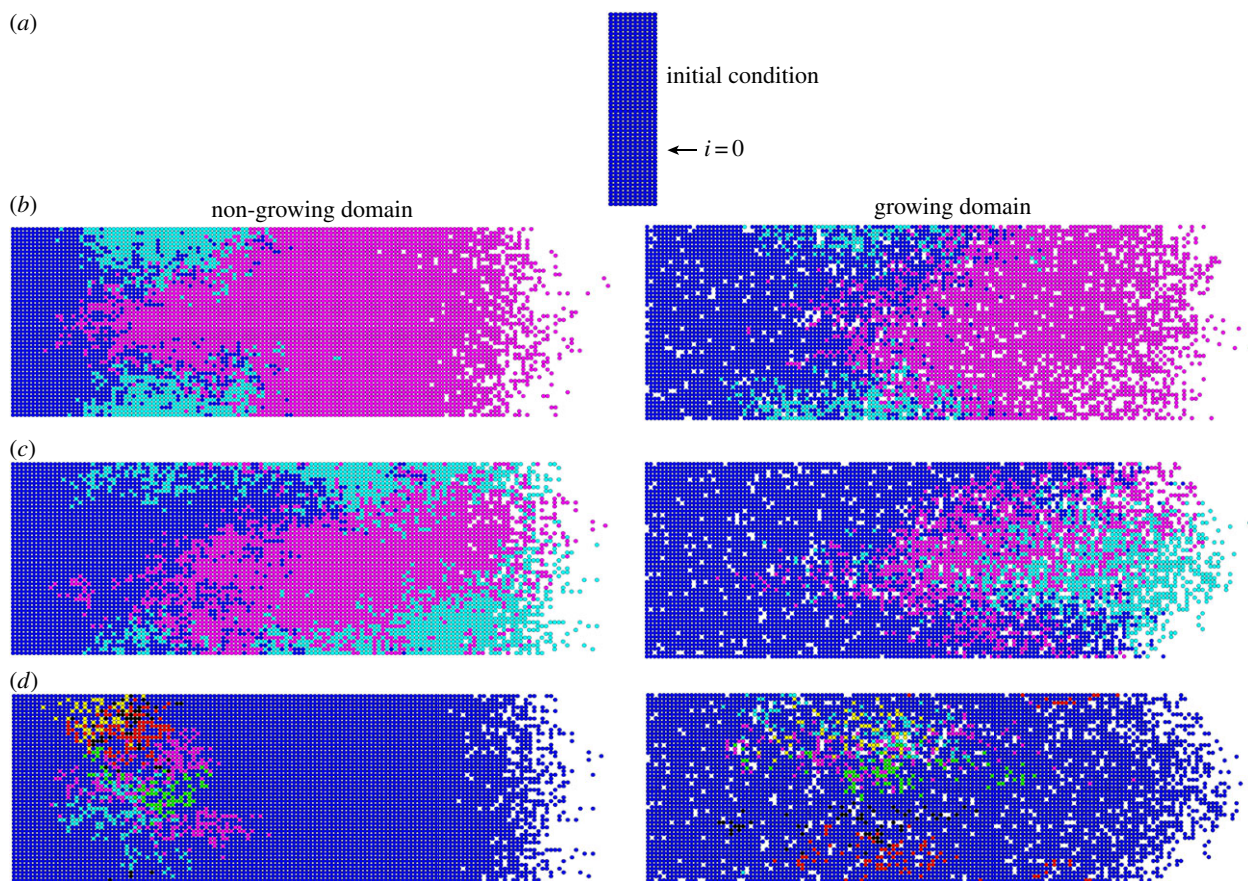 (a)
initial condition
i=0
(b)
non-growing domain
growing domain
(c)
(d)